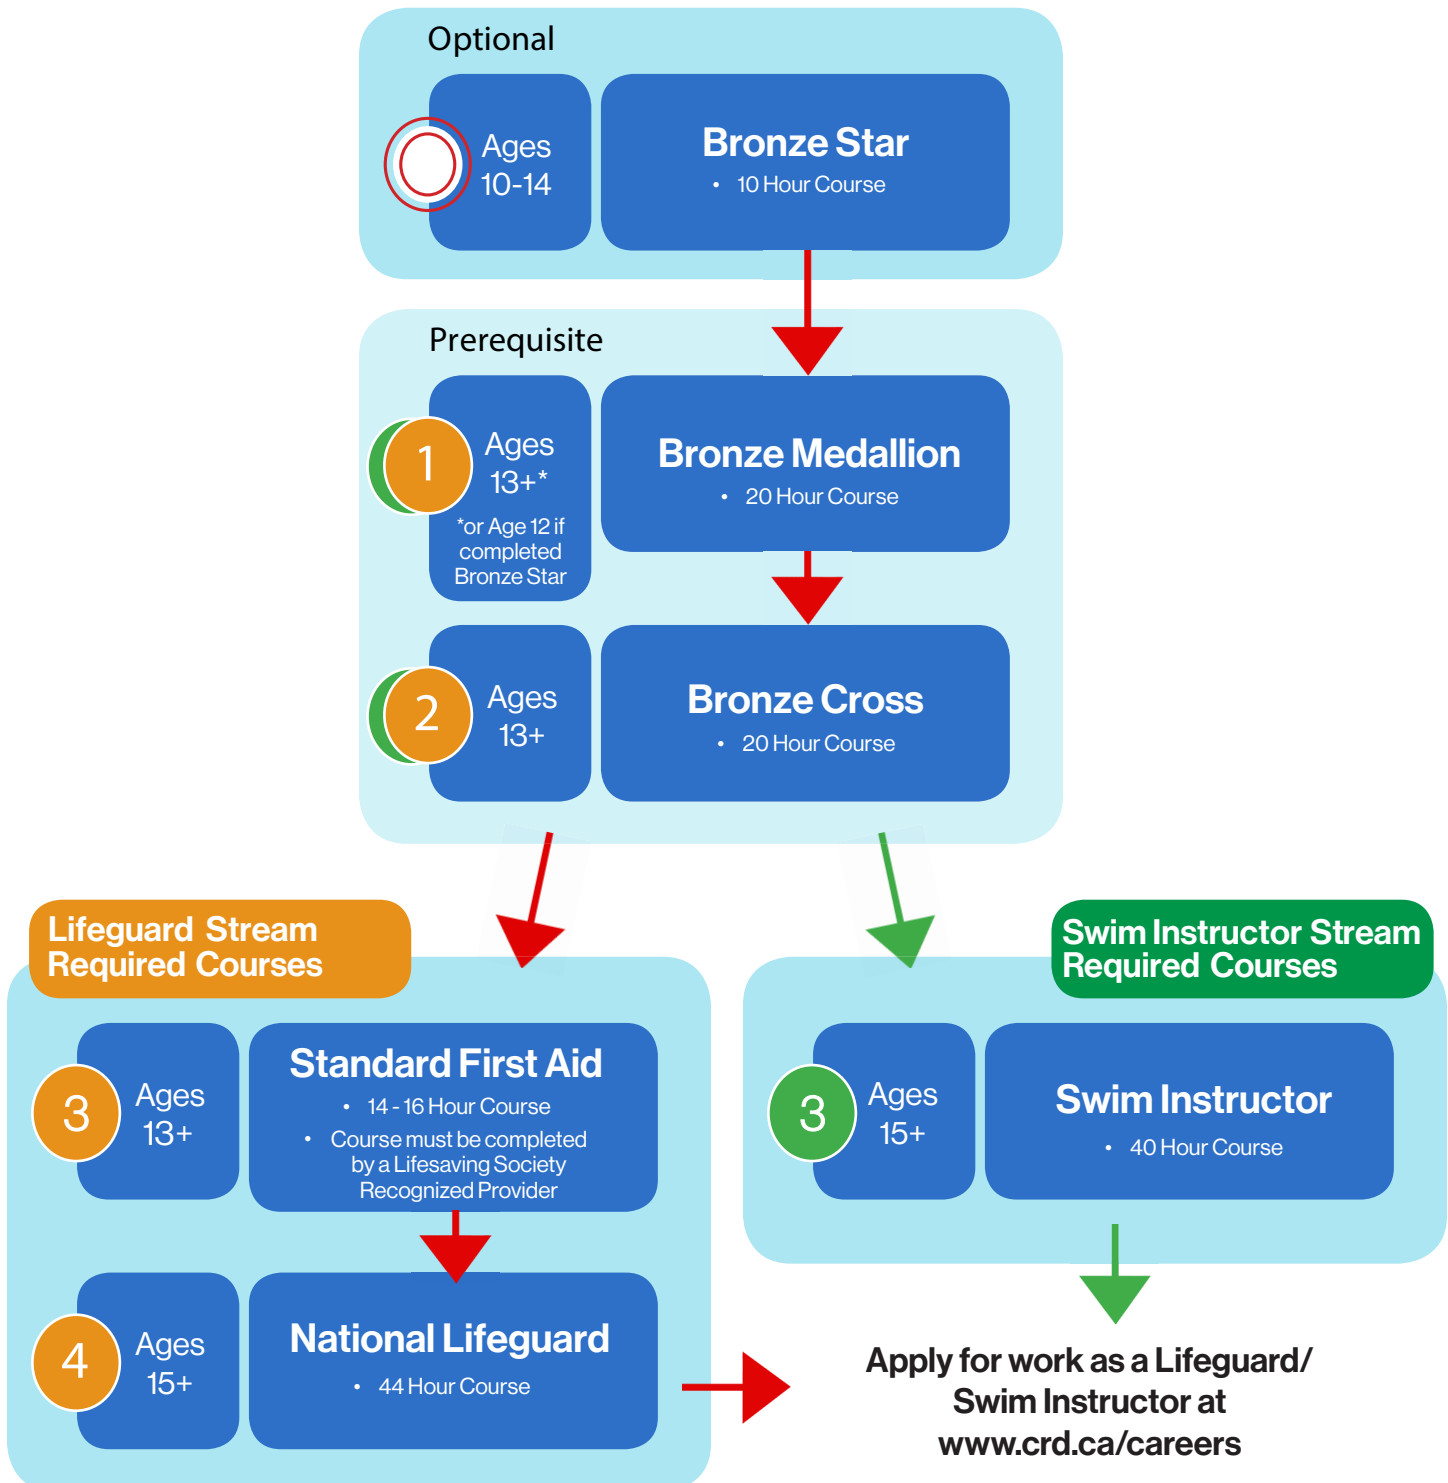 Optional
Ages
10-14
Bronze Star
• 10 Hour Course
Prerequisite
1
Ages
13+*
*or Age 12 if
completed
Bronze Star
Bronze Medallion
• 20 Hour Course
2
Ages
13+
Bronze Cross
• 20 Hour Course
Lifeguard Stream
Required Courses
3
Ages
13+
Standard First Aid
• 14 - 16 Hour Course
• Course must be completed
by a Lifesaving Society
Recognized Provider
4
Ages
15+
National Lifeguard
• 44 Hour Course
Swim Instructor Stream
Required Courses
3
Ages
15+
Swim Instructor
• 40 Hour Course
Apply for work as a Lifeguard/
Swim Instructor at
www.crd.ca/careers